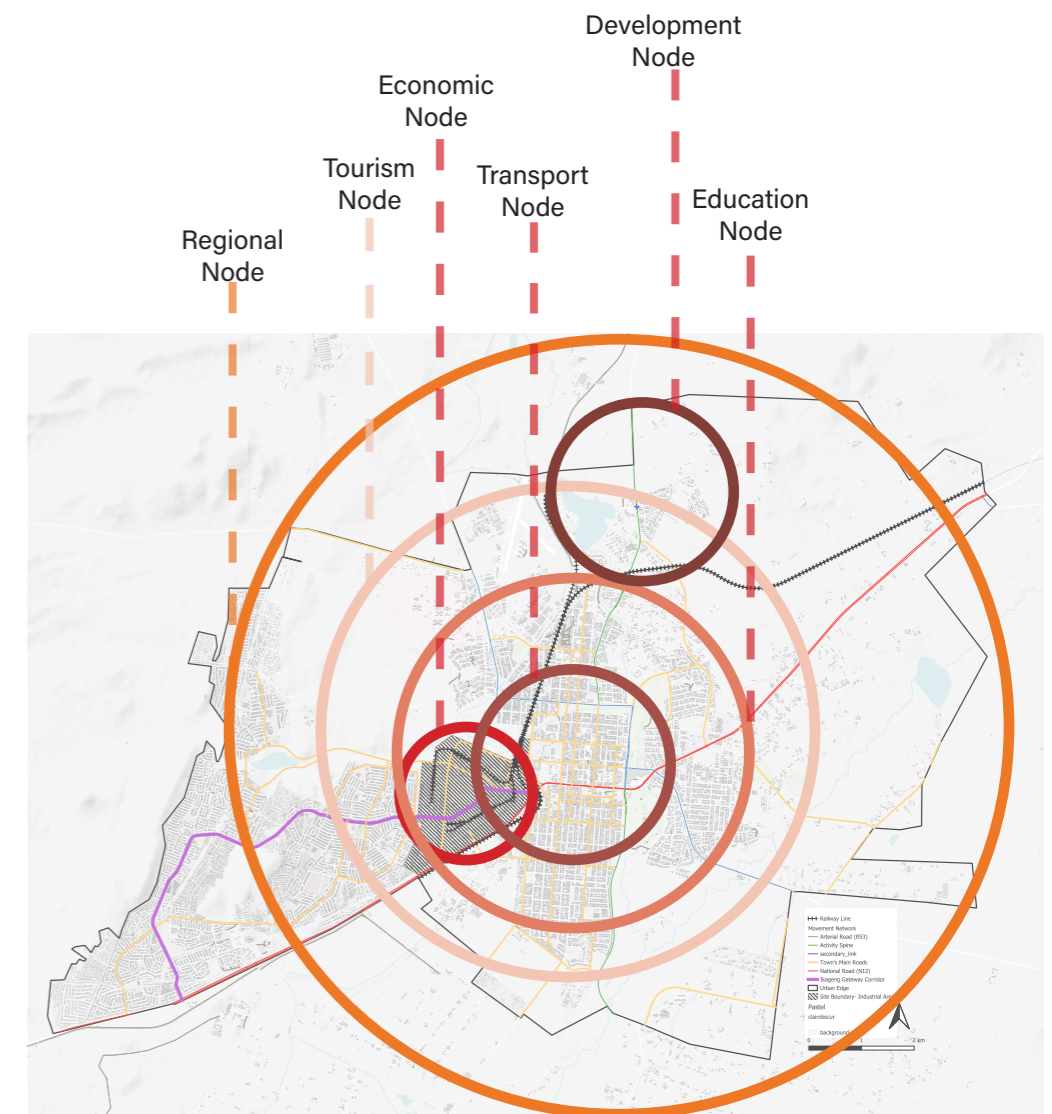 Development
Node
Economic
Node
Tourism
Node
Transport
Node
Education
Node
Regional
Node
Railway Line
Movement Network
Arterial Road (R53)
Activity Spine
secondary_link
Town's Main Roads
National Road (N12)
Ikageng Gateway Corridor
Urban Edge
Site Boundary- Industrial Are
Pastel
clairobscur
background
0 1 2 km